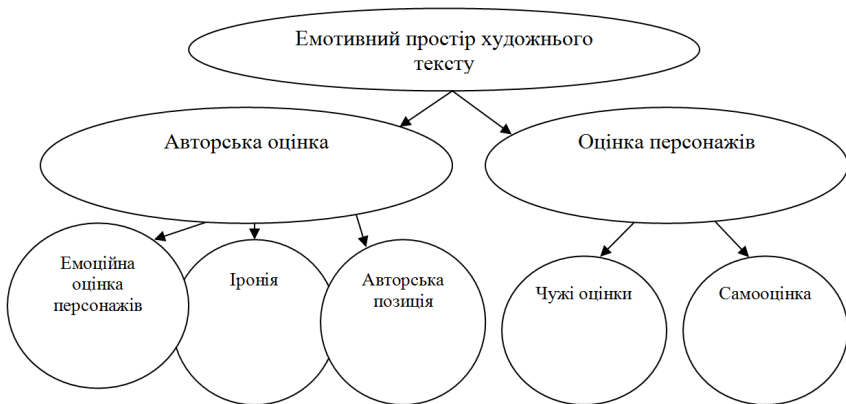 Емотивний простір художнього
тексту
Авторська оцінка
Оцінка персонажів
Емоційна
оцінка
персонажів
Іронія
Авторська
позиція
Чужі оцінки
Самооцінка